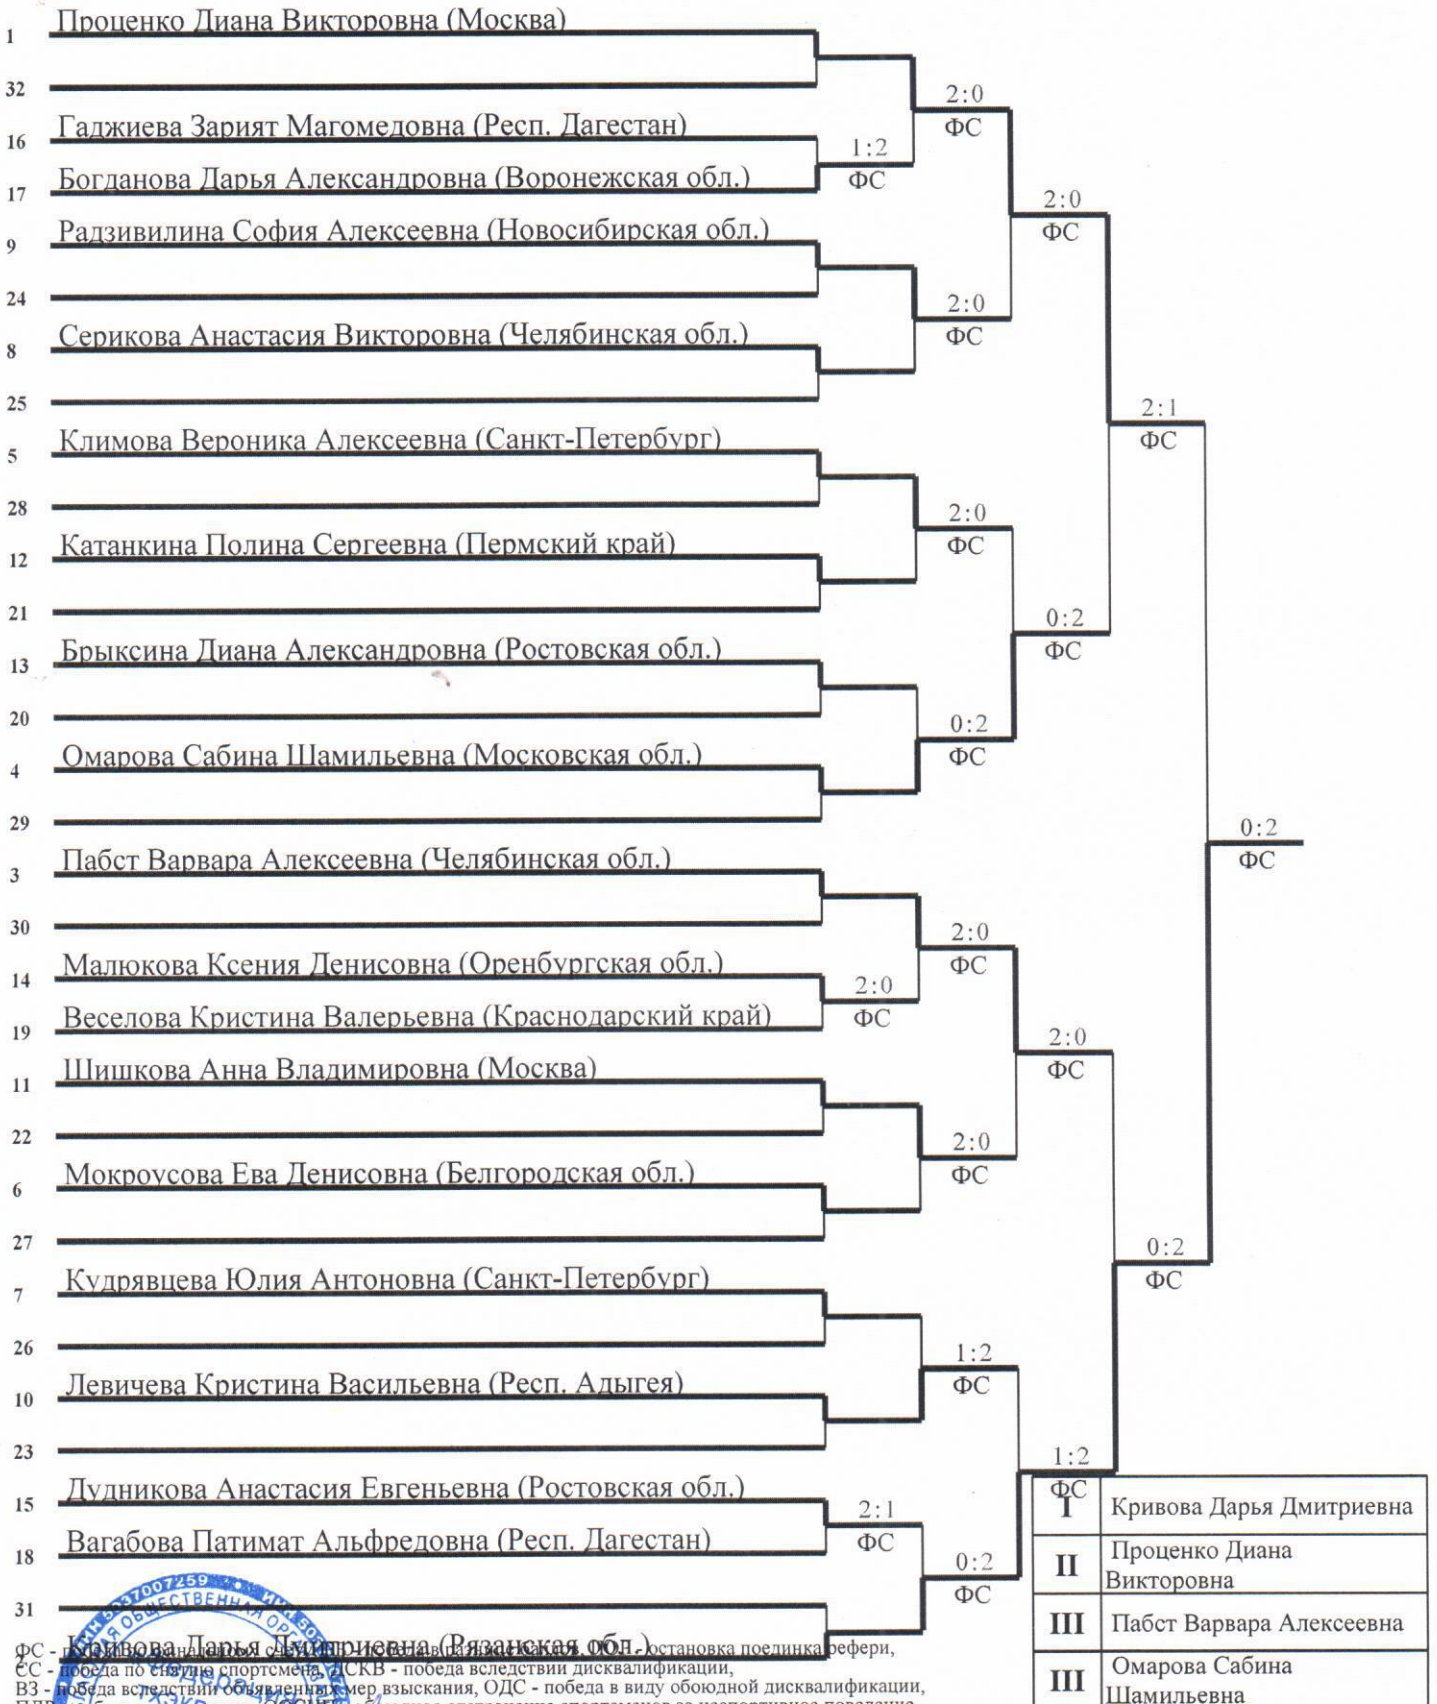 1 Проценко Диана Викторовна (Москва)
32
2:0
16 Гаджиева Зарият Магомедовна (Респ. Дагестан)
ФС
1:2
17 Богданова Дарья Александровна (Воронежская обл.)
ФС
2:0
9 Радзивилина София Алексеевна (Новосибирская обл.)
ФС
24
2:0
8 Серикова Анастасия Викторовна (Челябинская обл.)
ФС
25
2:1
5 Климова Вероника Алексеевна (Санкт-Петербург)
ФС
28
2:0
12 Катанкина Полина Сергеевна (Пермский край)
ФС
21
0:2
13 Брыксина Диана Александровна (Ростовская обл.)
ФС
20
0:2
4 Омарова Сабина Шамильевна (Московская обл.)
ФС
29
0:2
3 Пабст Варвара Алексеевна (Челябинская обл.)
ФС
30
2:0
14 Малюкова Ксения Денисовна (Оренбургская обл.)
ФС
2:0
19 Веселова Кристина Валерьевна (Краснодарский край)
ФС
2:0
11 Шишкова Анна Владимировна (Москва)
ФС
22
2:0
6 Мокроусова Ева Денисовна (Белгородская обл.)
ФС
27
0:2
7 Кудрявцева Юлия Антоновна (Санкт-Петербург)
ФС
26
1:2
10 Левичева Кристина Васильевна (Респ. Адыгея)
ФС
23
1:2
15 Дудникова Анастасия Евгеньевна (Ростовская обл.)
ФС
2:1
I Кривова Дарья Дмитриевна
18 Вагабова Патимат Альфредовна (Респ. Дагестан)
ФС
0:2
II Проценко Диана
Викторовна
ФС
31
III Пабст Варвара Алексеевна
Кривова Дарья Дмитриевна (Рязанская обл.)
ФС - остановка поединка рефери,
СС - победа по снятию спортсмена, ДСКВ - победа вследствии дисквалификации,
III Омарова Сабина
Шамильевна
ВЗ - победа вследствии объявленных мер взыскания, ОДС - победа в виду обоюдной дисквалификации,